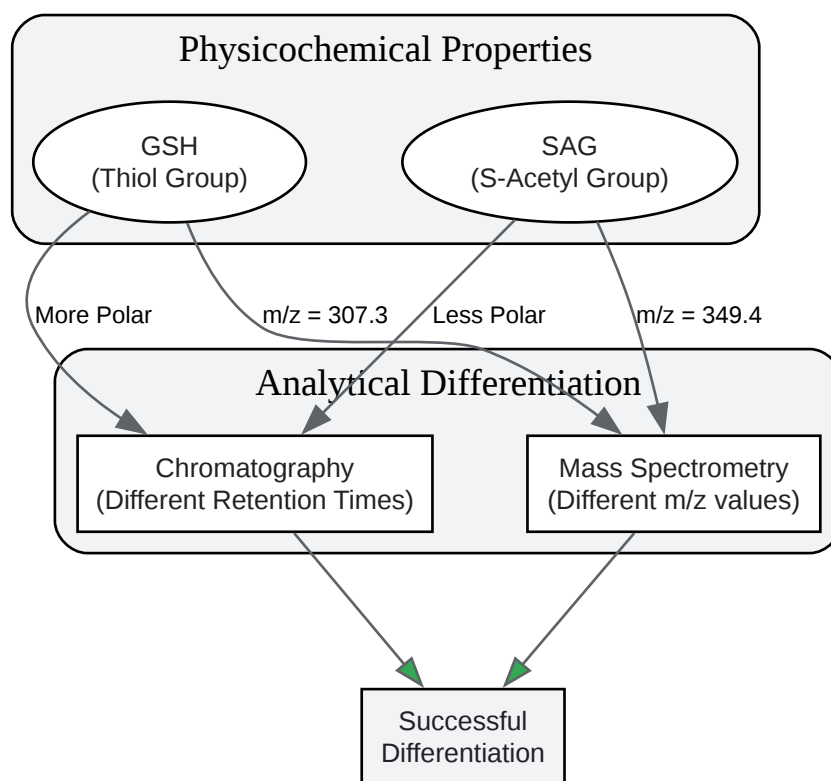 Physicochemical Properties
GSH
(Thiol Group)
SAG
(S-Acetyl Group)
More Polar
m/z = 307.3
Less Polar
m/z = 349.4
Analytical Differentiation
Chromatography
(Different Retention Times)
Mass Spectrometry
(Different m/z values)
Successful
Differentiation